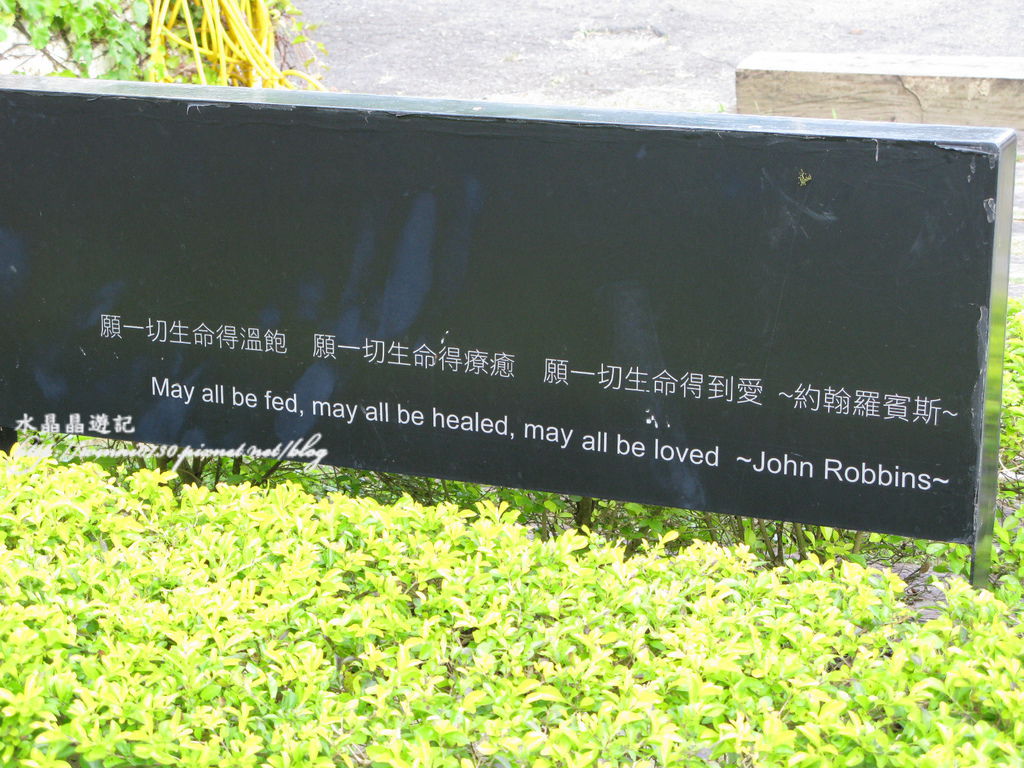 願一切生命得溫飽 願一切生命得療癒 願一切生命得到愛 ~約翰羅賓斯~
May all be fed, may all be healed, may all be loved ~John Robbins~
水晶晶遊記